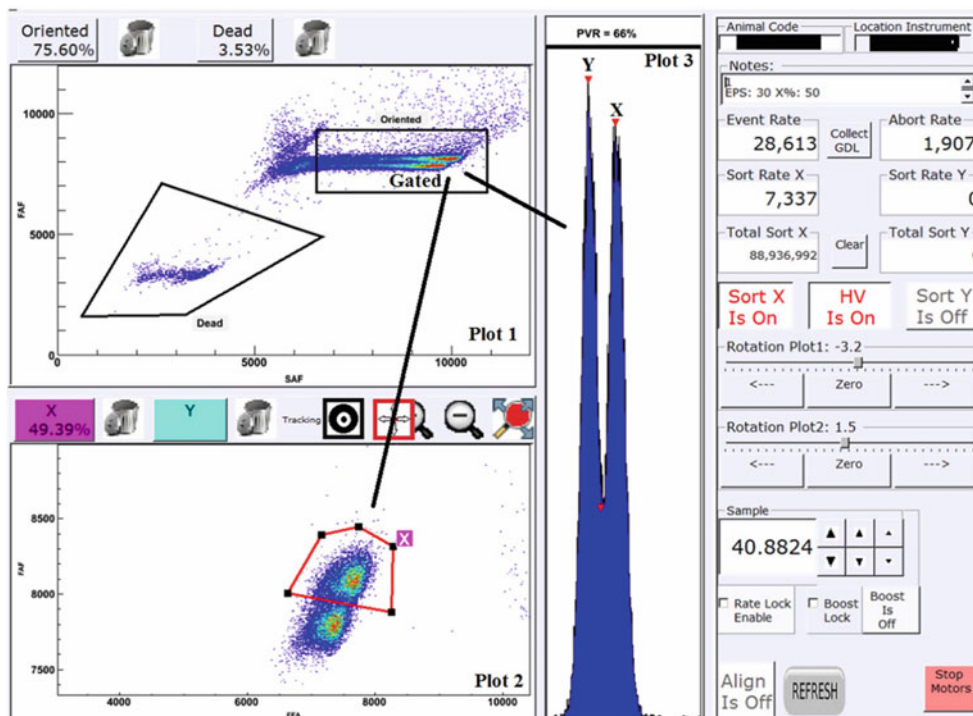 Oriented
75.60%
Dead
3.53%
12000
10000
5000
0
FAF
Oriented
Gated
Dead
Plot 1
0
5000
10000
SAF
X
49.39%
Y
Tracking
8500
8000
7500
FAF
X
Plot 2
4000
6000
8000
10000
FFA
PVR = 66%
Plot 3
Y
X
Animal Code
Location Instrument
Notes:
EPS: 30 X%: 50
Event Rate
28,613
Collect
GDL
Abort Rate
1,907
Sort Rate X
7,337
Sort Rate Y
0
Total Sort X
88,936,992
Clear
Total Sort Y
Sort X
Is On
HV
Is On
Sort Y
Is Off
Rotation Plot1: -3.2
<---
Zero
--->
Rotation Plot2: 1.5
<---
Zero
--->
Sample
40.8824
Rate Lock
Enable
Boost
Lock
Boost
Is
Off
Align
Is Off
REFRESH
Stop
Motors